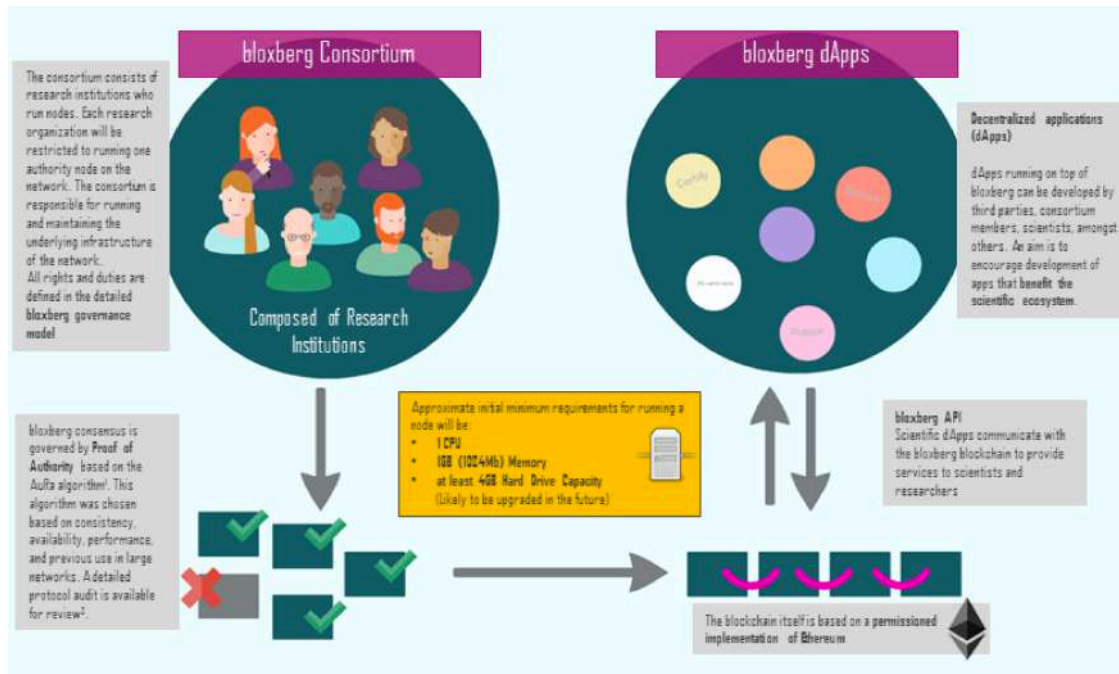 bloxberg Consortium
The consortium consists of
research institutions who
run nodes. Each research
organization will be
restricted to running one
authority node on the
network. The consortium is
responsible for running
and maintaining the
underlying infrastructure
of the network.
All rights and duties are
defined in the detailed
bloxberg governance
model
Composed of Research
Institutions
bloxberg dApps
Certify
Decentralized applications
(dApps)
dApps running on top of
bloxberg can be developed by
third parties, consortium
members, scientists, amongst
others. An aim is to
encourage development of
apps that benefit the
scientific ecosystem.
bloxberg consensus is
governed by Proof of
Authority based on the
AuRa algorithm¹. This
algorithm was chosen
based on consistency,
availability, performance,
and previous use in large
networks. A detailed
protocol audit is available
for review².
Approximate initial minimum requirements for running a
node will be:
• 1 CPU
• 1GB (1024Mb) Memory
• at least 4GB Hard Drive Capacity
(Likely to be upgraded in the future)
bloxberg API
Scientific dApps communicate with
the bloxberg blockchain to provide
services to scientists and
researchers
The blockchain itself is based on a permissioned
implementation of Ethereum